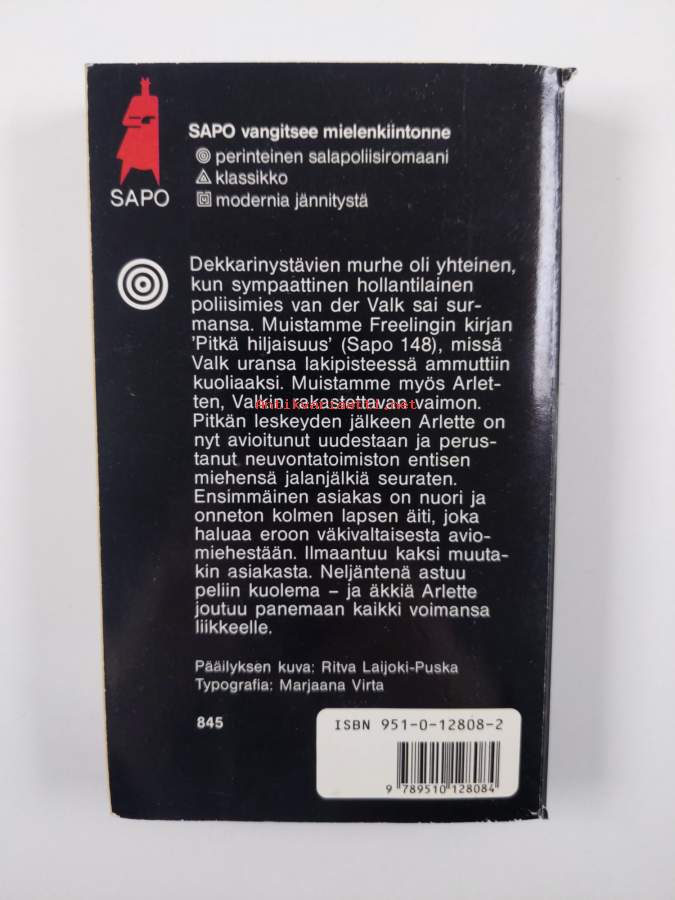 SAPO vangitsee mielenkiintonne
perinteinen salapoliisiromaani
klassikko
modernia jännitystä
SAPO
Dekkarinystävien murhe oli yhteinen,
kun sympaattinen hollantilainen
poliisimies van der Valk sai sur-
mansa. Muistamme Freelingin kirjan
'Pitkä hiljaisuus' (Sapo 148), missä
Valk uransa lakipisteessä ammuttiin
kuoliaaksi. Muistamme myös Arlet-
ten, Valkin rakastettavan vaimon.
Antikvariaatti.net
Pitkän leskeyden jälkeen Arlette on
nyt avioitunut uudestaan ja perus-
tanut neuvontatoimiston entisen
miehensä jalanjälkiä seuraten.
Ensimmäinen asiakas on nuori ja
onneton kolmen lapsen äiti, joka
haluaa eroon väkivaltaisesta avio-
miehestään. Ilmaantuu kaksi muuta-
kin asiakasta. Neljäntenä astuu
peliin kuolema – ja äkkiä Arlette
joutuu panemaan kaikki voimansa
liikkeelle.
Päälyksen kuva: Ritva Laijoki-Puska
Typografia: Marjaana Virta
845
ISBN 951-0-12808-2
9 789510 128084